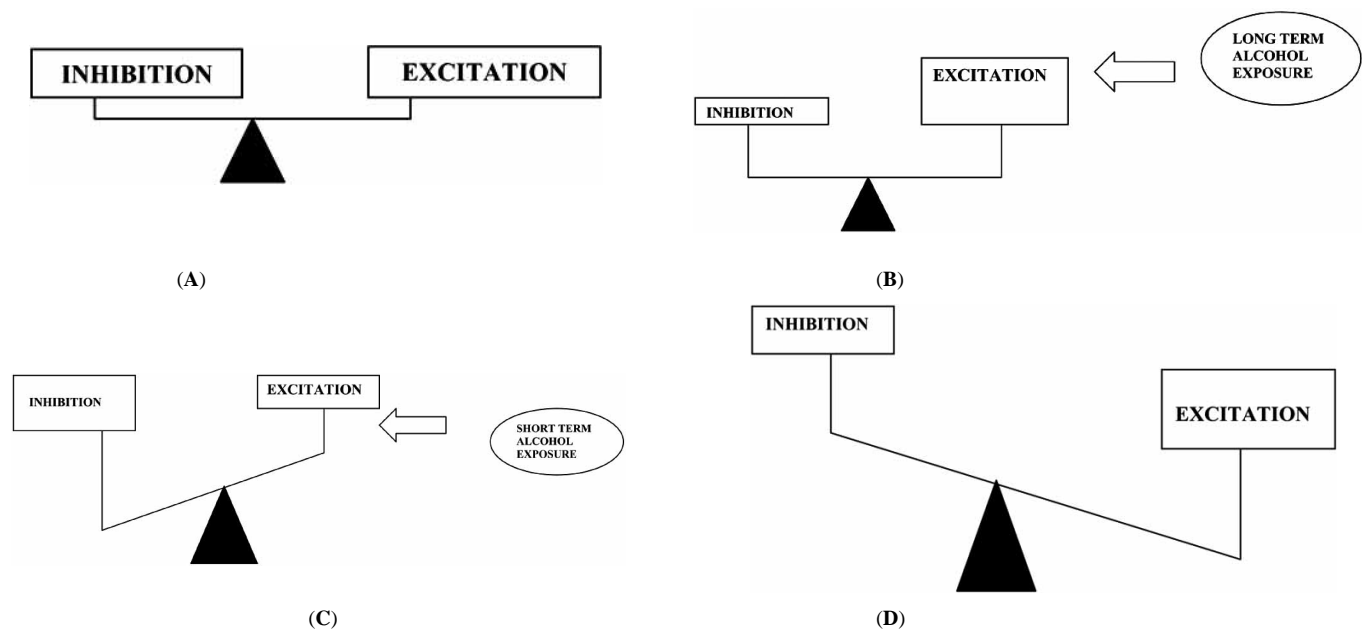 INHIBITION
EXCITATION
(A)
INHIBITION
EXCITATION
LONG TERM
ALCOHOL
EXPOSURE
(B)
INHIBITION
EXCITATION
SHORT TERM
ALCOHOL
EXPOSURE
(C)
INHIBITION
EXCITATION
(D)